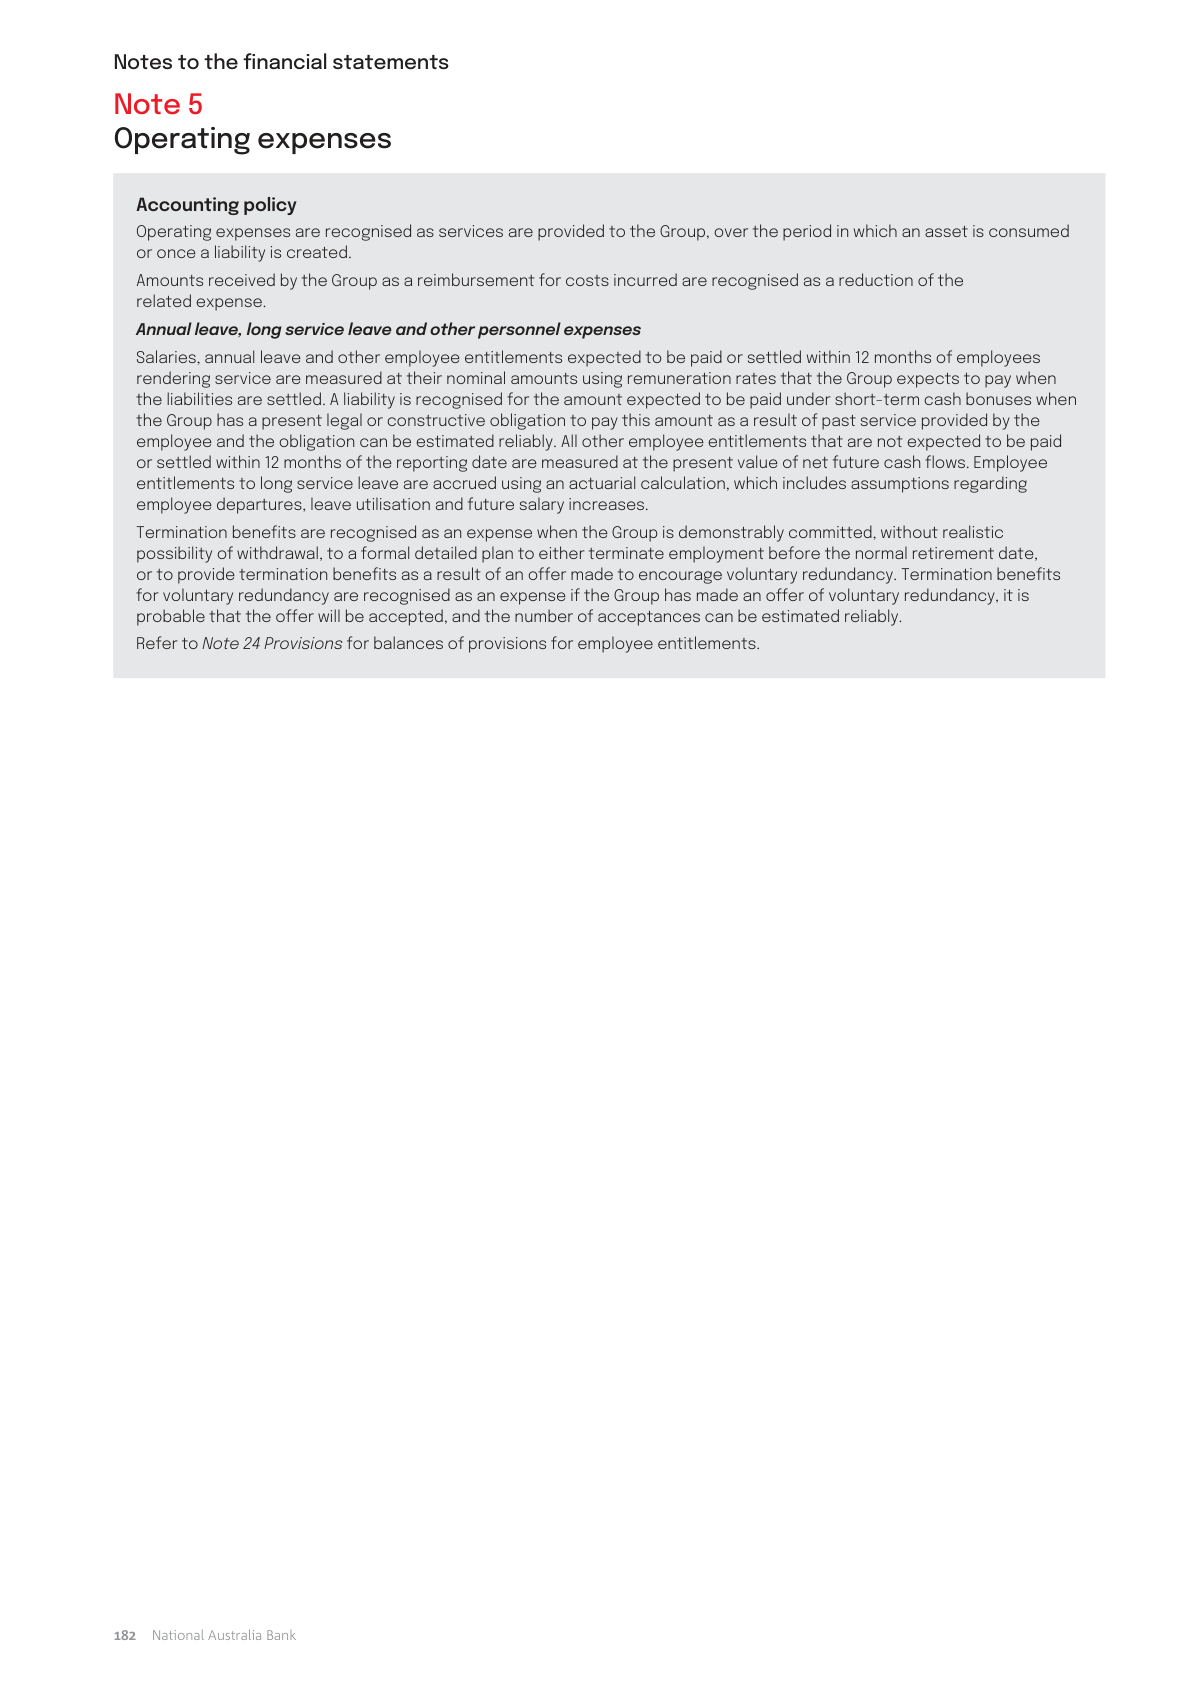 Notes to the financial statements
Note 5
Operating expenses
Accounting policy
Operating expenses are recognised as services are provided to the Group, over the period in which an asset is consumed
or once a liability is created.
Amounts received by the Group as a reimbursement for costs incurred are recognised as a reduction of the
related expense.
Annual leave, long service leave and other personnel expenses
Salaries, annual leave and other employee entitlements expected to be paid or settled within 12 months of employees
rendering service are measured at their nominal amounts using remuneration rates that the Group expects to pay when
the liabilities are settled. A liability is recognised for the amount expected to be paid under short-term cash bonuses when
the Group has a present legal or constructive obligation to pay this amount as a result of past service provided by the
employee and the obligation can be estimated reliably. All other employee entitlements that are not expected to be paid
or settled within 12 months of the reporting date are measured at the present value of net future cash flows. Employee
entitlements to long service leave are accrued using an actuarial calculation, which includes assumptions regarding
employee departures, leave utilisation and future salary increases.
Termination benefits are recognised as an expense when the Group is demonstrably committed, without realistic
possibility of withdrawal, to a formal detailed plan to either terminate employment before the normal retirement date,
or to provide termination benefits as a result of an offer made to encourage voluntary redundancy. Termination benefits
for voluntary redundancy are recognised as an expense if the Group has made an offer of voluntary redundancy, it is
probable that the offer will be accepted, and the number of acceptances can be estimated reliably.
Refer to Note 24 Provisions for balances of provisions for employee entitlements.
182 National Australia Bank